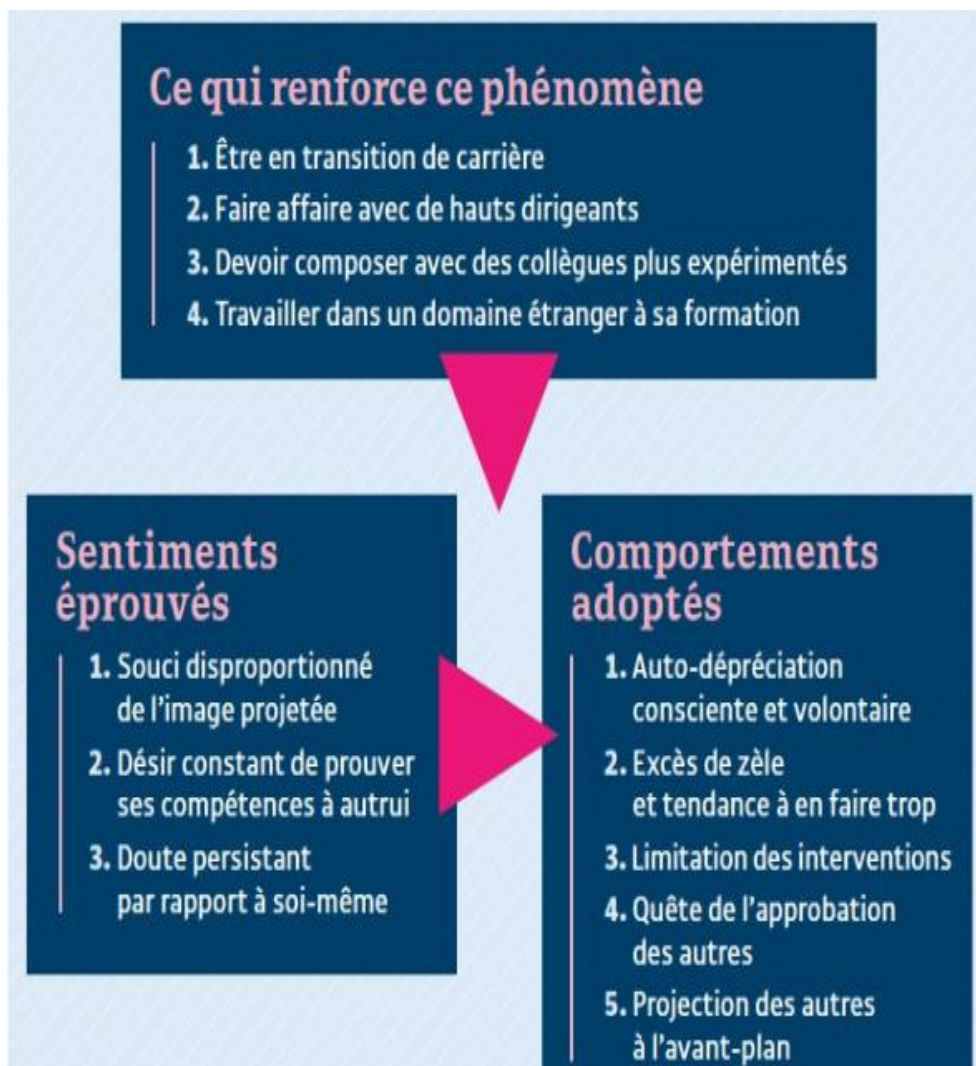 Ce qui renforce ce phénomène
1. Être en transition de carrière
2. Faire affaire avec de hauts dirigeants
3. Devoir composer avec des collègues plus expérimentés
4. Travailler dans un domaine étranger à sa formation
Sentiments
éprouvés
1. Souci disproportionné
de l'image projetée
2. Désir constant de prouver
ses compétences à autrui
3. Doute persistant
par rapport à soi-même
Comportements
adoptés
1. Auto-dépréciation
consciente et volontaire
2. Excès de zèle
et tendance à en faire trop
3. Limitation des interventions
4. Quête de l'approbation
des autres
5. Projection des autres
à l'avant-plan